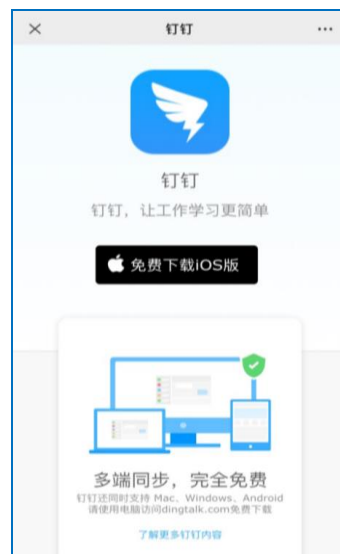 钉钉
钉钉
钉钉，让工作学习更简单
免费下载iOS版
多端同步，完全免费
钉钉还同时支持 Mac、Windows、Android
请使用电脑访问dingtalk.com免费下载
了解更多钉钉内容